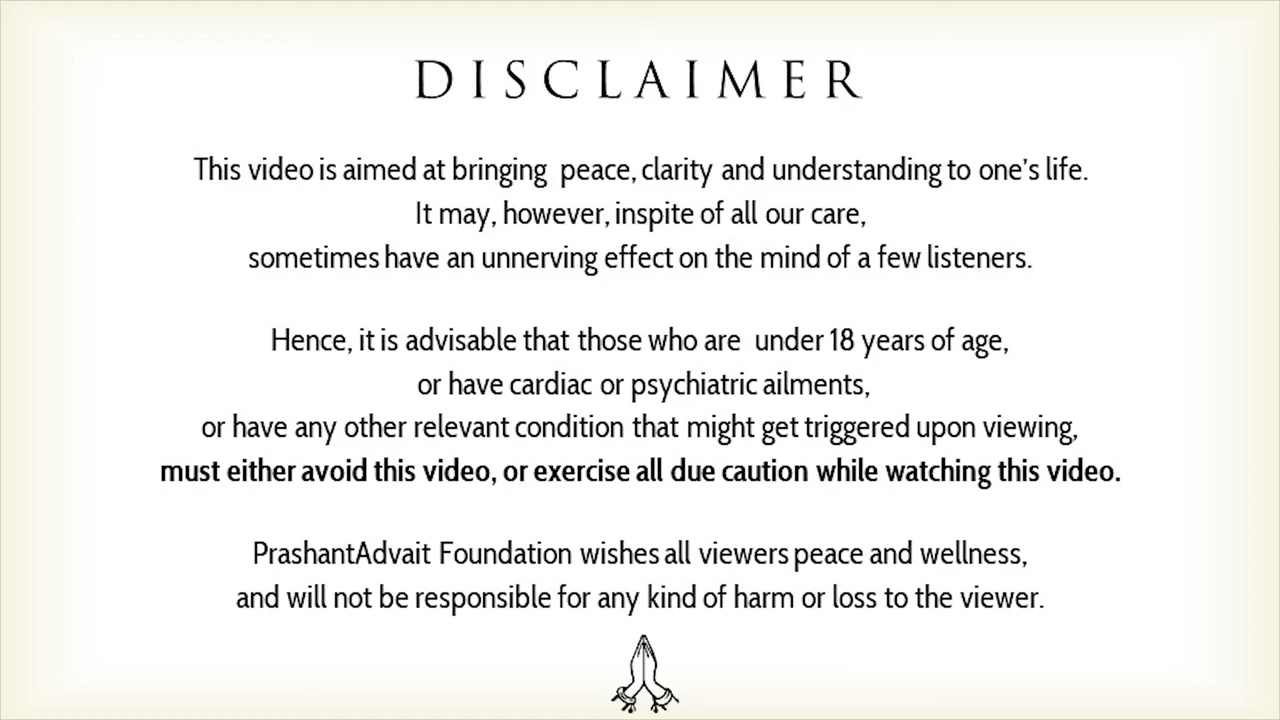 DISCLAIMER
This video is aimed at bringing peace, clarity and understanding to one's life.
It may, however, inspite of all our care,
sometimes have an unnerving effect on the mind of a few listeners.
Hence, it is advisable that those who are under 18 years of age,
or have cardiac or psychiatric ailments,
or have any other relevant condition that might get triggered upon viewing,
must either avoid this video, or exercise all due caution while watching this video.
PrashantAdvait Foundation wishes all viewers peace and wellness,
and will not be responsible for any kind of harm or loss to the viewer.